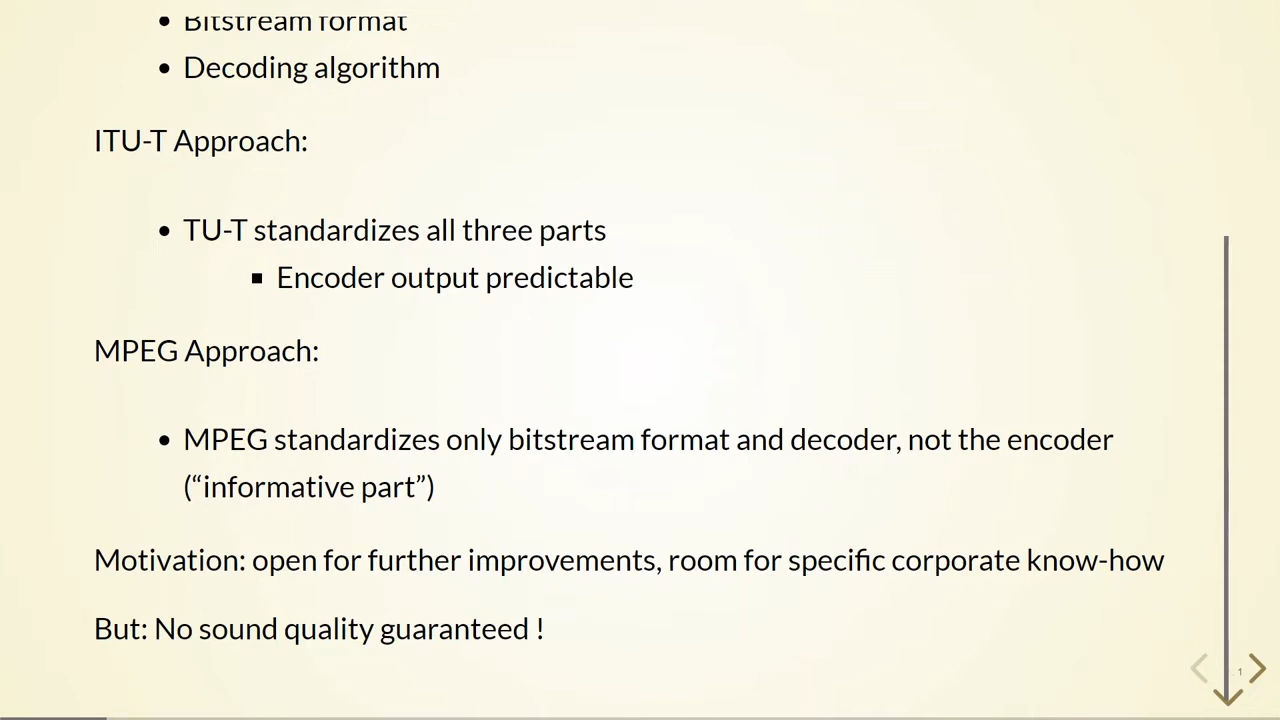 Bitstream format
Decoding algorithm
ITU-T Approach:
TU-T standardizes all three parts
Encoder output predictable
MPEG Approach:
MPEG standardizes only bitstream format and decoder, not the encoder
(“informative part”)
Motivation: open for further improvements, room for specific corporate know-how
But: No sound quality guaranteed !
1